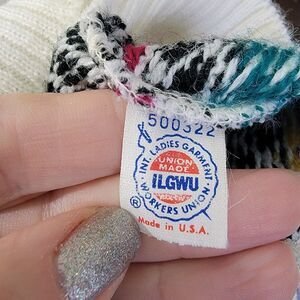 500322
INT. LADIES GARMENT
WORKERS UNION
UNION
MADE
ILGWU
®
Made in U.S.A.